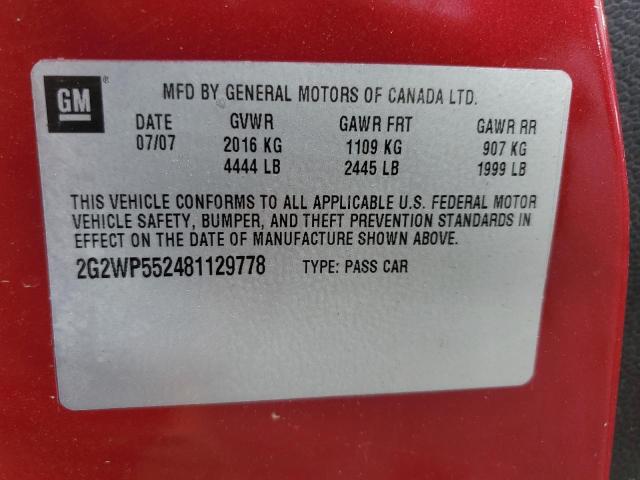 GM ®
MFD BY GENERAL MOTORS OF CANADA LTD.
DATE GVWR GAWR FRT GAWR RR
07/07 2016 KG 1109 KG 907 KG
4444 LB 2445 LB 1999 LB
THIS VEHICLE CONFORMS TO ALL APPLICABLE U.S. FEDERAL MOTOR
VEHICLE SAFETY, BUMPER, AND THEFT PREVENTION STANDARDS IN
EFFECT ON THE DATE OF MANUFACTURE SHOWN ABOVE.
2G2WP552481129778 TYPE: PASS CAR